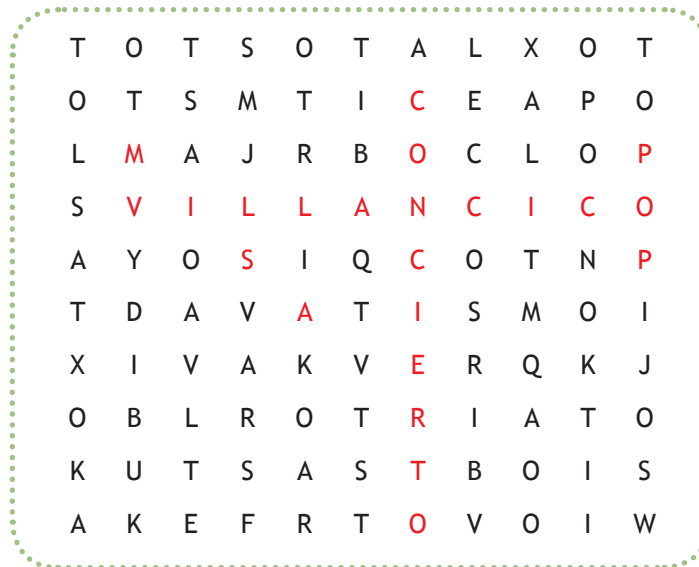 T O T S O T A L X O T
O T S M T I C E A P O
L M A J R B O C L O P
S V I L L A N C I C O
A Y O S I Q C O T N P
T D A V A T I S M O I
X I V A K V E R Q K J
O B L R O T R I A T O
K U T S A S T B O I S
A K E F R T O V O I W